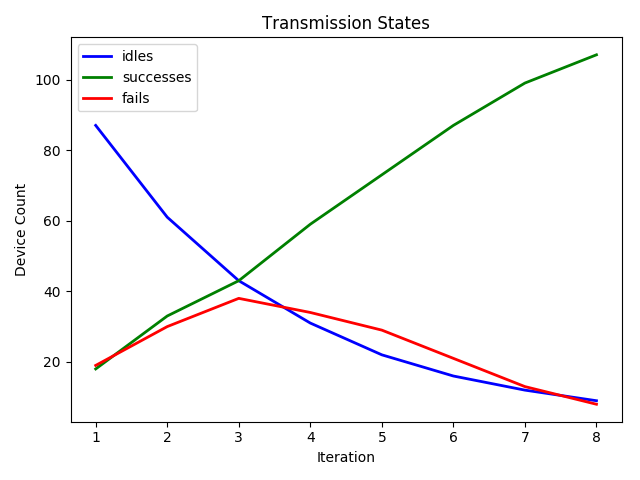 Transmission States
idles
successes
fails
Device Count
100
80
60
40
20
1 2 3 4 5 6 7 8
Iteration